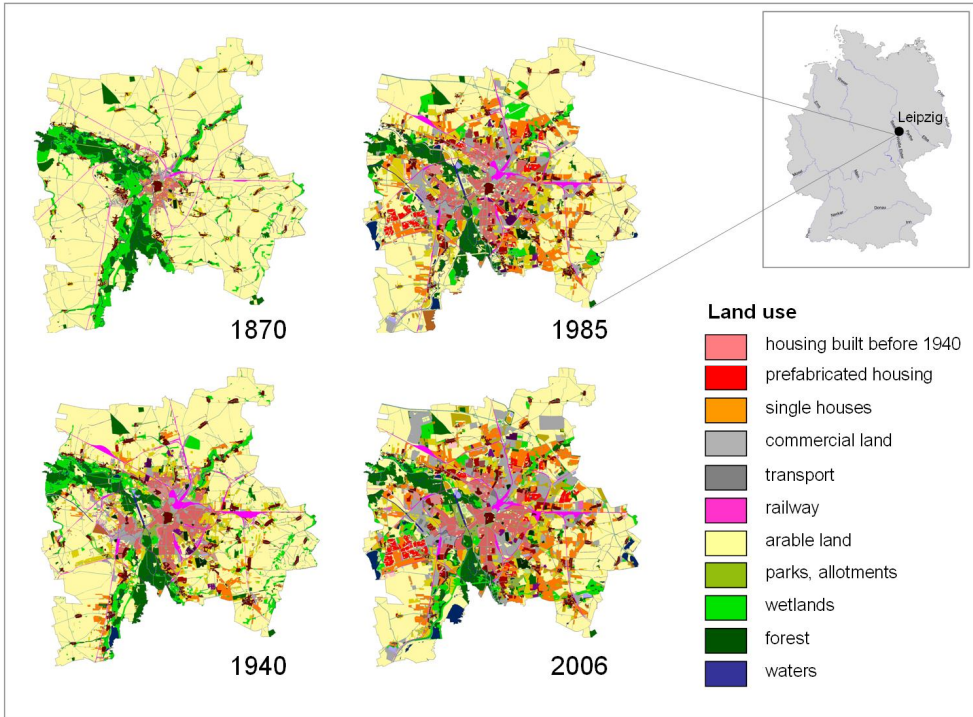 Leipzig
1870
1985
1940
2006
Land use
housing built before 1940
prefabricated housing
single houses
commercial land
transport
railway
arable land
parks, allotments
wetlands
forest
waters